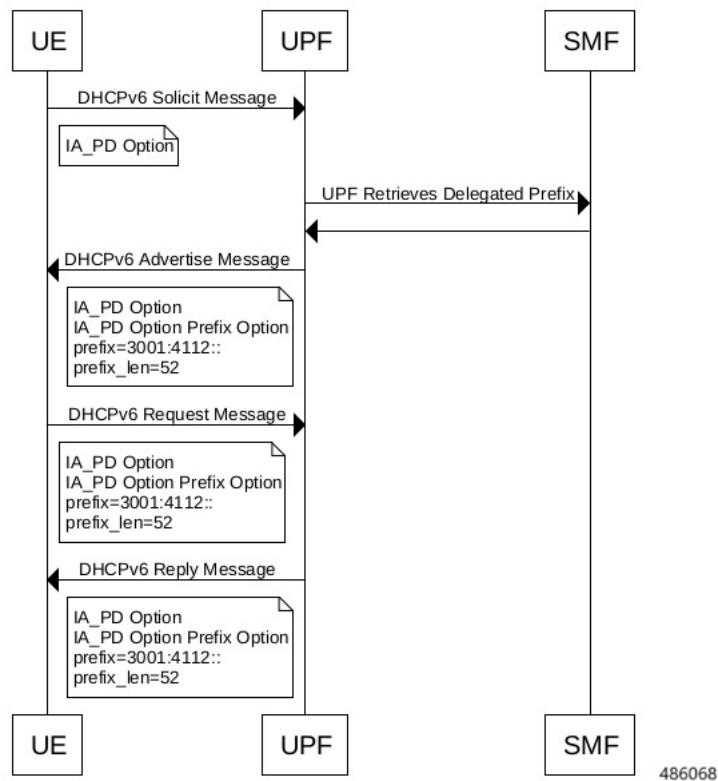 UE
UPF
SMF
DHCPv6 Solicit Message
IA_PD Option
UPF Retrieves Delegated Prefix
DHCPv6 Advertise Message
IA_PD Option
IA_PD Option Prefix Option
prefix=3001:4112::
prefix_len=52
DHCPv6 Request Message
IA_PD Option
IA_PD Option Prefix Option
prefix=3001:4112::
prefix_len=52
DHCPv6 Reply Message
IA_PD Option
IA_PD Option Prefix Option
prefix=3001:4112::
prefix_len=52
UE
UPF
SMF
486068